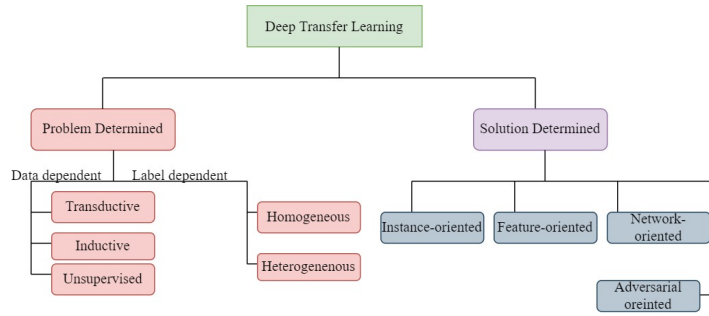 Deep Transfer Learning
Problem Determined
Solution Determined
Data dependent
Label dependent
Transductive
Inductive
Unsupervised
Homogeneous
Heterogenenous
Instance-oriented
Feature-oriented
Network-
oriented
Adversarial
oreinted